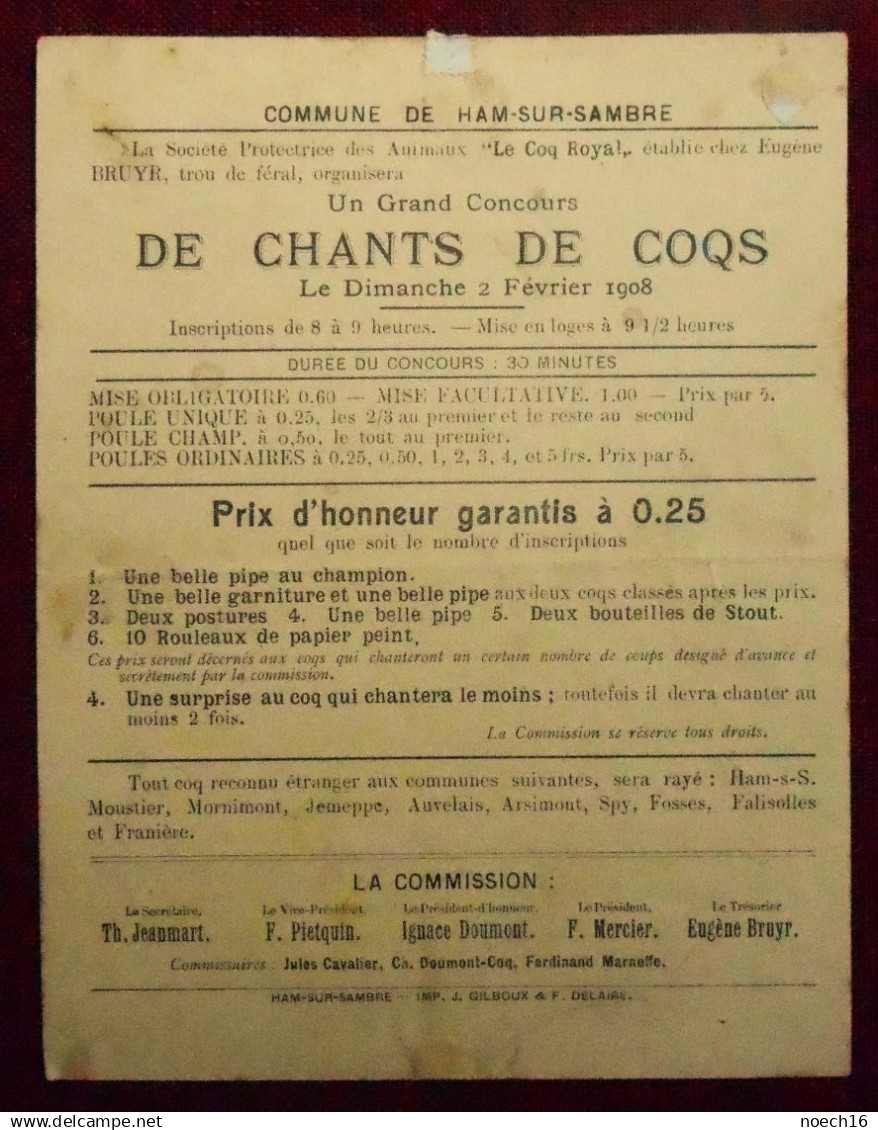 COMMUNE DE HAM-SUR-SAMBRE
La Société Protectrice des Animaux "Le Coq Royal,, établie chez Eugène
BRUYR, trou de féral, organisera
Un Grand Concours
DE CHANTS DE COQS
Le Dimanche 2 Février 1908
Inscriptions de 8 à 9 heures. — Mise en loges à 9 1/2 heures
DURÉE DU CONCOURS : 30 MINUTES
MISE OBLIGATOIRE 0.60 — MISE FACULTATIVE. 1.00 — Prix par 5.
POULE UNIQUE à 0.25, les 2/3 au premier et le reste au second
POULE CHAMP. à 0,50, le tout au premier.
POULES ORDINAIRES à 0.25, 0.50, 1, 2, 3, 4, et 5 frs. Prix par 5.
Prix d'honneur garantis à 0.25
quel que soit le nombre d'inscriptions
1. Une belle pipe au champion.
2. Une belle garniture et une belle pipe aux deux coqs classés après les prix.
3. Deux postures 4. Une belle pipe 5. Deux bouteilles de Stout.
6. 10 Rouleaux de papier peint,
Ces prix seront décernés aux coqs qui chanteront un certain nombre de coups designé d'avance et
secrètement par la commission.
4. Une surprise au coq qui chantera le moins ; toutefois il devra chanter au
moins 2 fois.
La Commission se réserve tous droits.
Tout coq reconnu étranger aux communes suivantes, sera rayé : Ham-s-S.
Moustier, Mornimont, Jemeppe, Auvelais, Arsimont, Spy, Fosses, Falisolles
et Franière.
LA COMMISSION :
Le Secrétaire, Le Vice-Président, Le Président-d'honneur, Le Président, Le Trésorier
Th. Jeanmart. F. Pietquin. Ignace Doumont. F. Mercier. Eugène Bruyr.
Commissaires : Jules Cavalier, Ca. Doumont-Coq, Ferdinand Marneffe.
HAM-SUR-SAMBRE — IMP. J. GILBOUX & F. DELAIRE.
noech16